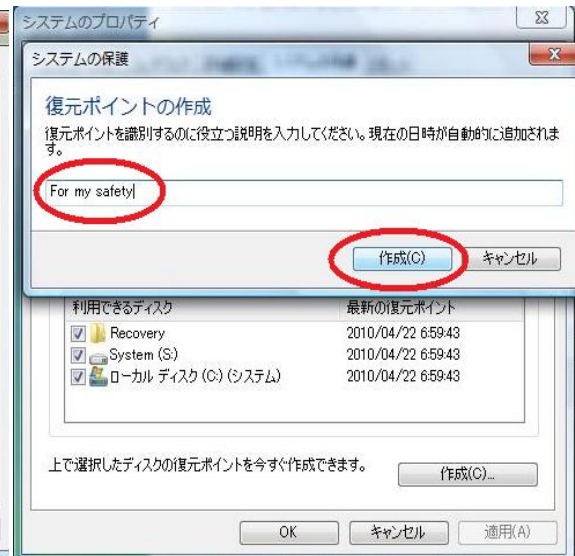 システムのプロパティ
システムの保護
復元ポイントの作成
復元ポイントを識別するのに役立つ説明を入力してください。現在の日時が自動的に追加されま
す。
For my safety
作成(C) キャンセル
利用できるディスク 最新の復元ポイント
Recovery 2010/04/22 6:59:43
System (S:) 2010/04/22 6:59:43
ローカル ディスク (C:) (システム) 2010/04/22 6:59:43
上で選択したディスクの復元ポイントを今すぐ作成できます。 作成(C)...
OK キャンセル 適用(A)